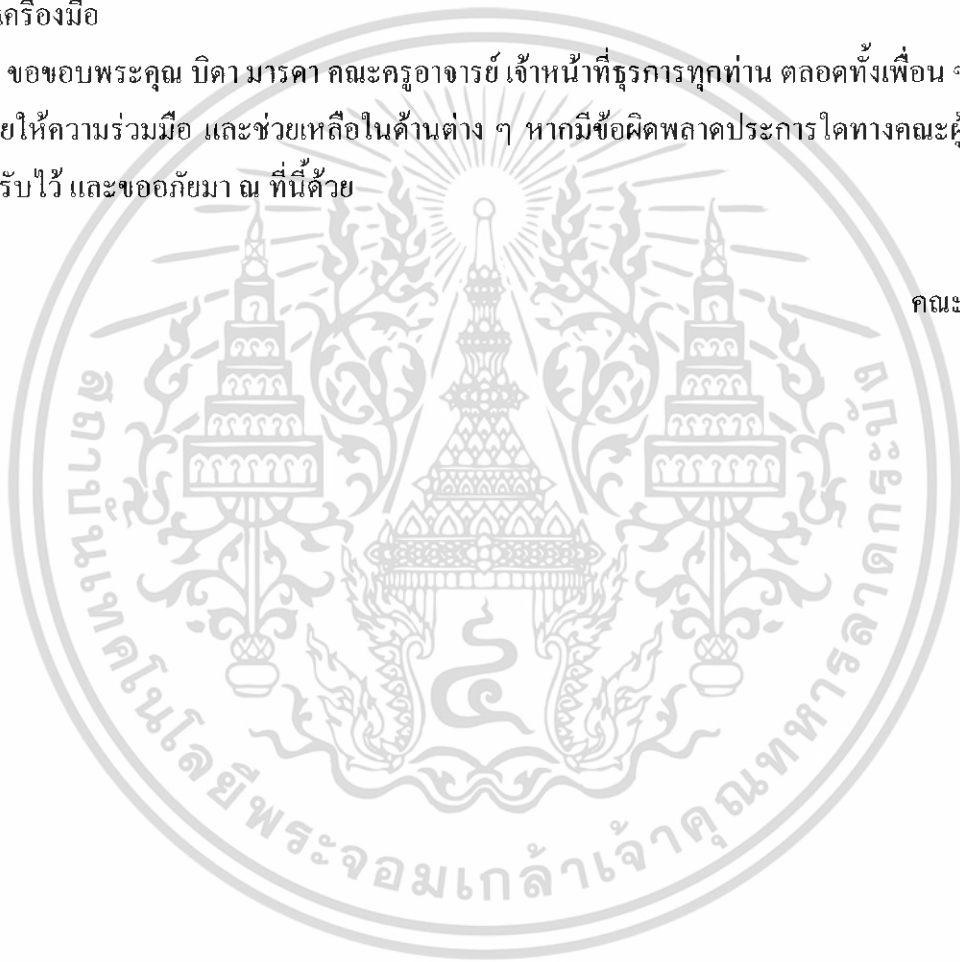 เครื่องมือ
ขอขอบพระคุณ บิดา มารดา คณะครูอาจารย์ เจ้าหน้าที่ธุรการทุกท่าน ตลอดทั้งเพื่อน ๆ
ยให้ความร่วมมือ และช่วยเหลือในด้านต่าง ๆ หากมีข้อผิดพลาดประการใดทางคณะผู้
รับไว้ และขออภัยมา ณ ที่นี้ด้วย
คณะ
สถาบันเทคโนโลยีพระจอมเกล้าเจ้าคุณทหารลาดกระบัง